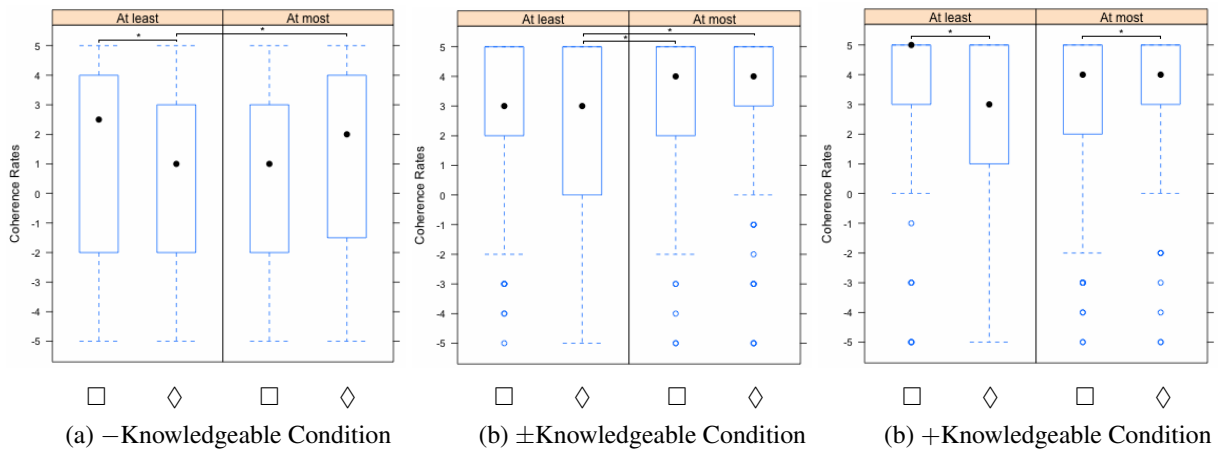 At least At most
* *
Coherence Rates
5
4
3
2
1
0
-1
-2
-3
-4
-5
□ ◇ □ ◇
(a) −Knowledgeable Condition
At least At most
* * *
Coherence Rates
5
4
3
2
1
0
-1
-2
-3
-4
-5
□ ◇ □ ◇
(b) ±Knowledgeable Condition
At least At most
* *
Coherence Rates
5
4
3
2
1
0
-1
-2
-3
-4
-5
□ ◇ □ ◇
(b) +Knowledgeable Condition